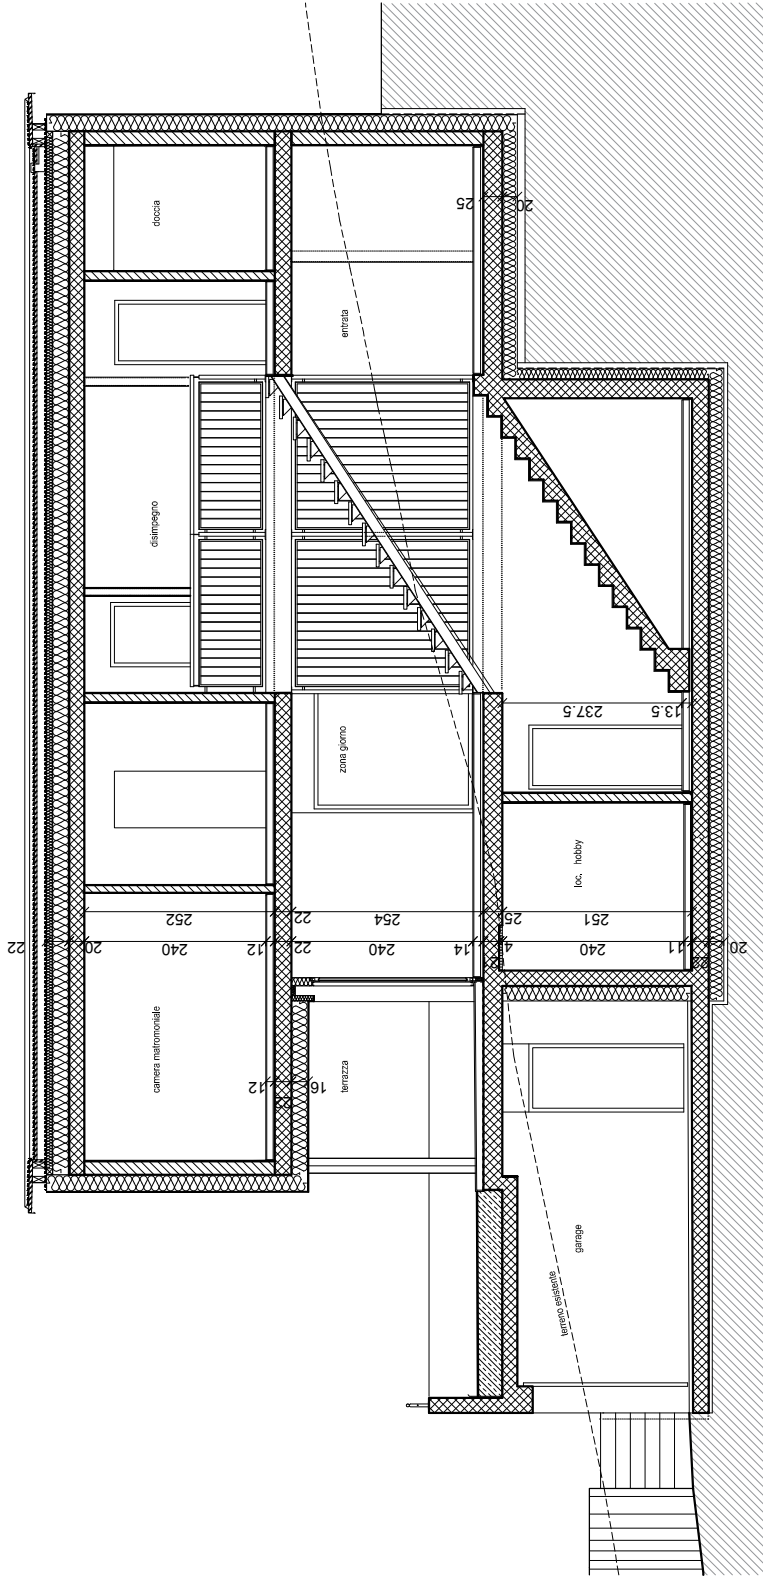 doccia
entrata
25
20
disimpegno
zona giorno
237.5
13.5
loc, hobby
252
22
254
25
251
22
20
240
12
22
240
14
4
240
11
20
camera matromoniale
12
16
terrazza
garage
terreno esistente